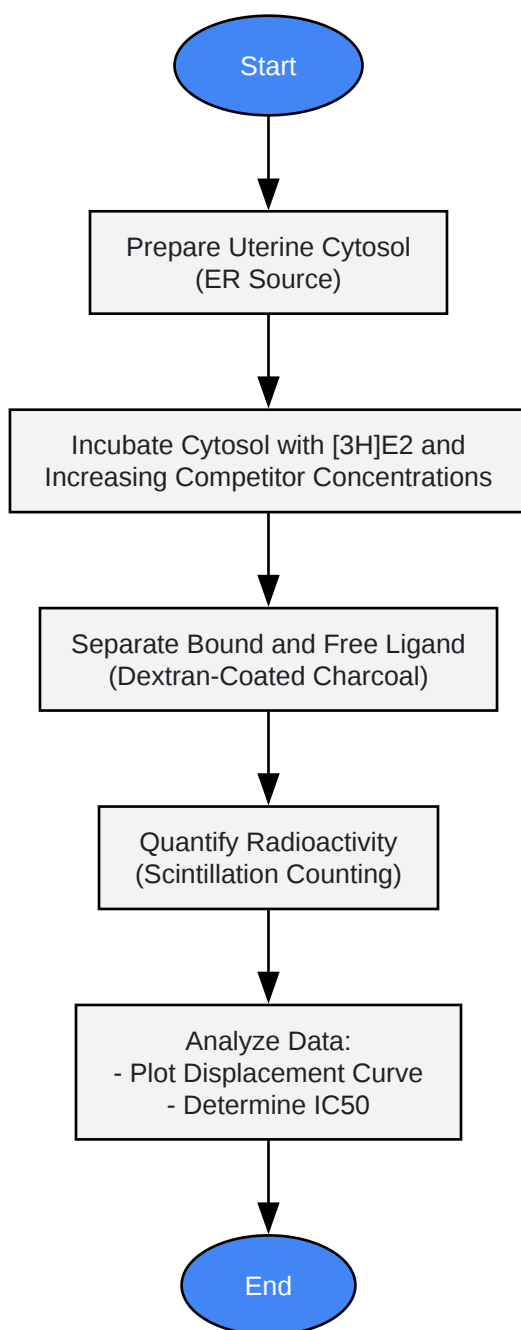 Start
Prepare Uterine Cytosol
(ER Source)
Incubate Cytosol with [3H]E2 and
Increasing Competitor Concentrations
Separate Bound and Free Ligand
(Dextran-Coated Charcoal)
Quantify Radioactivity
(Scintillation Counting)
Analyze Data:
- Plot Displacement Curve
- Determine IC50
End